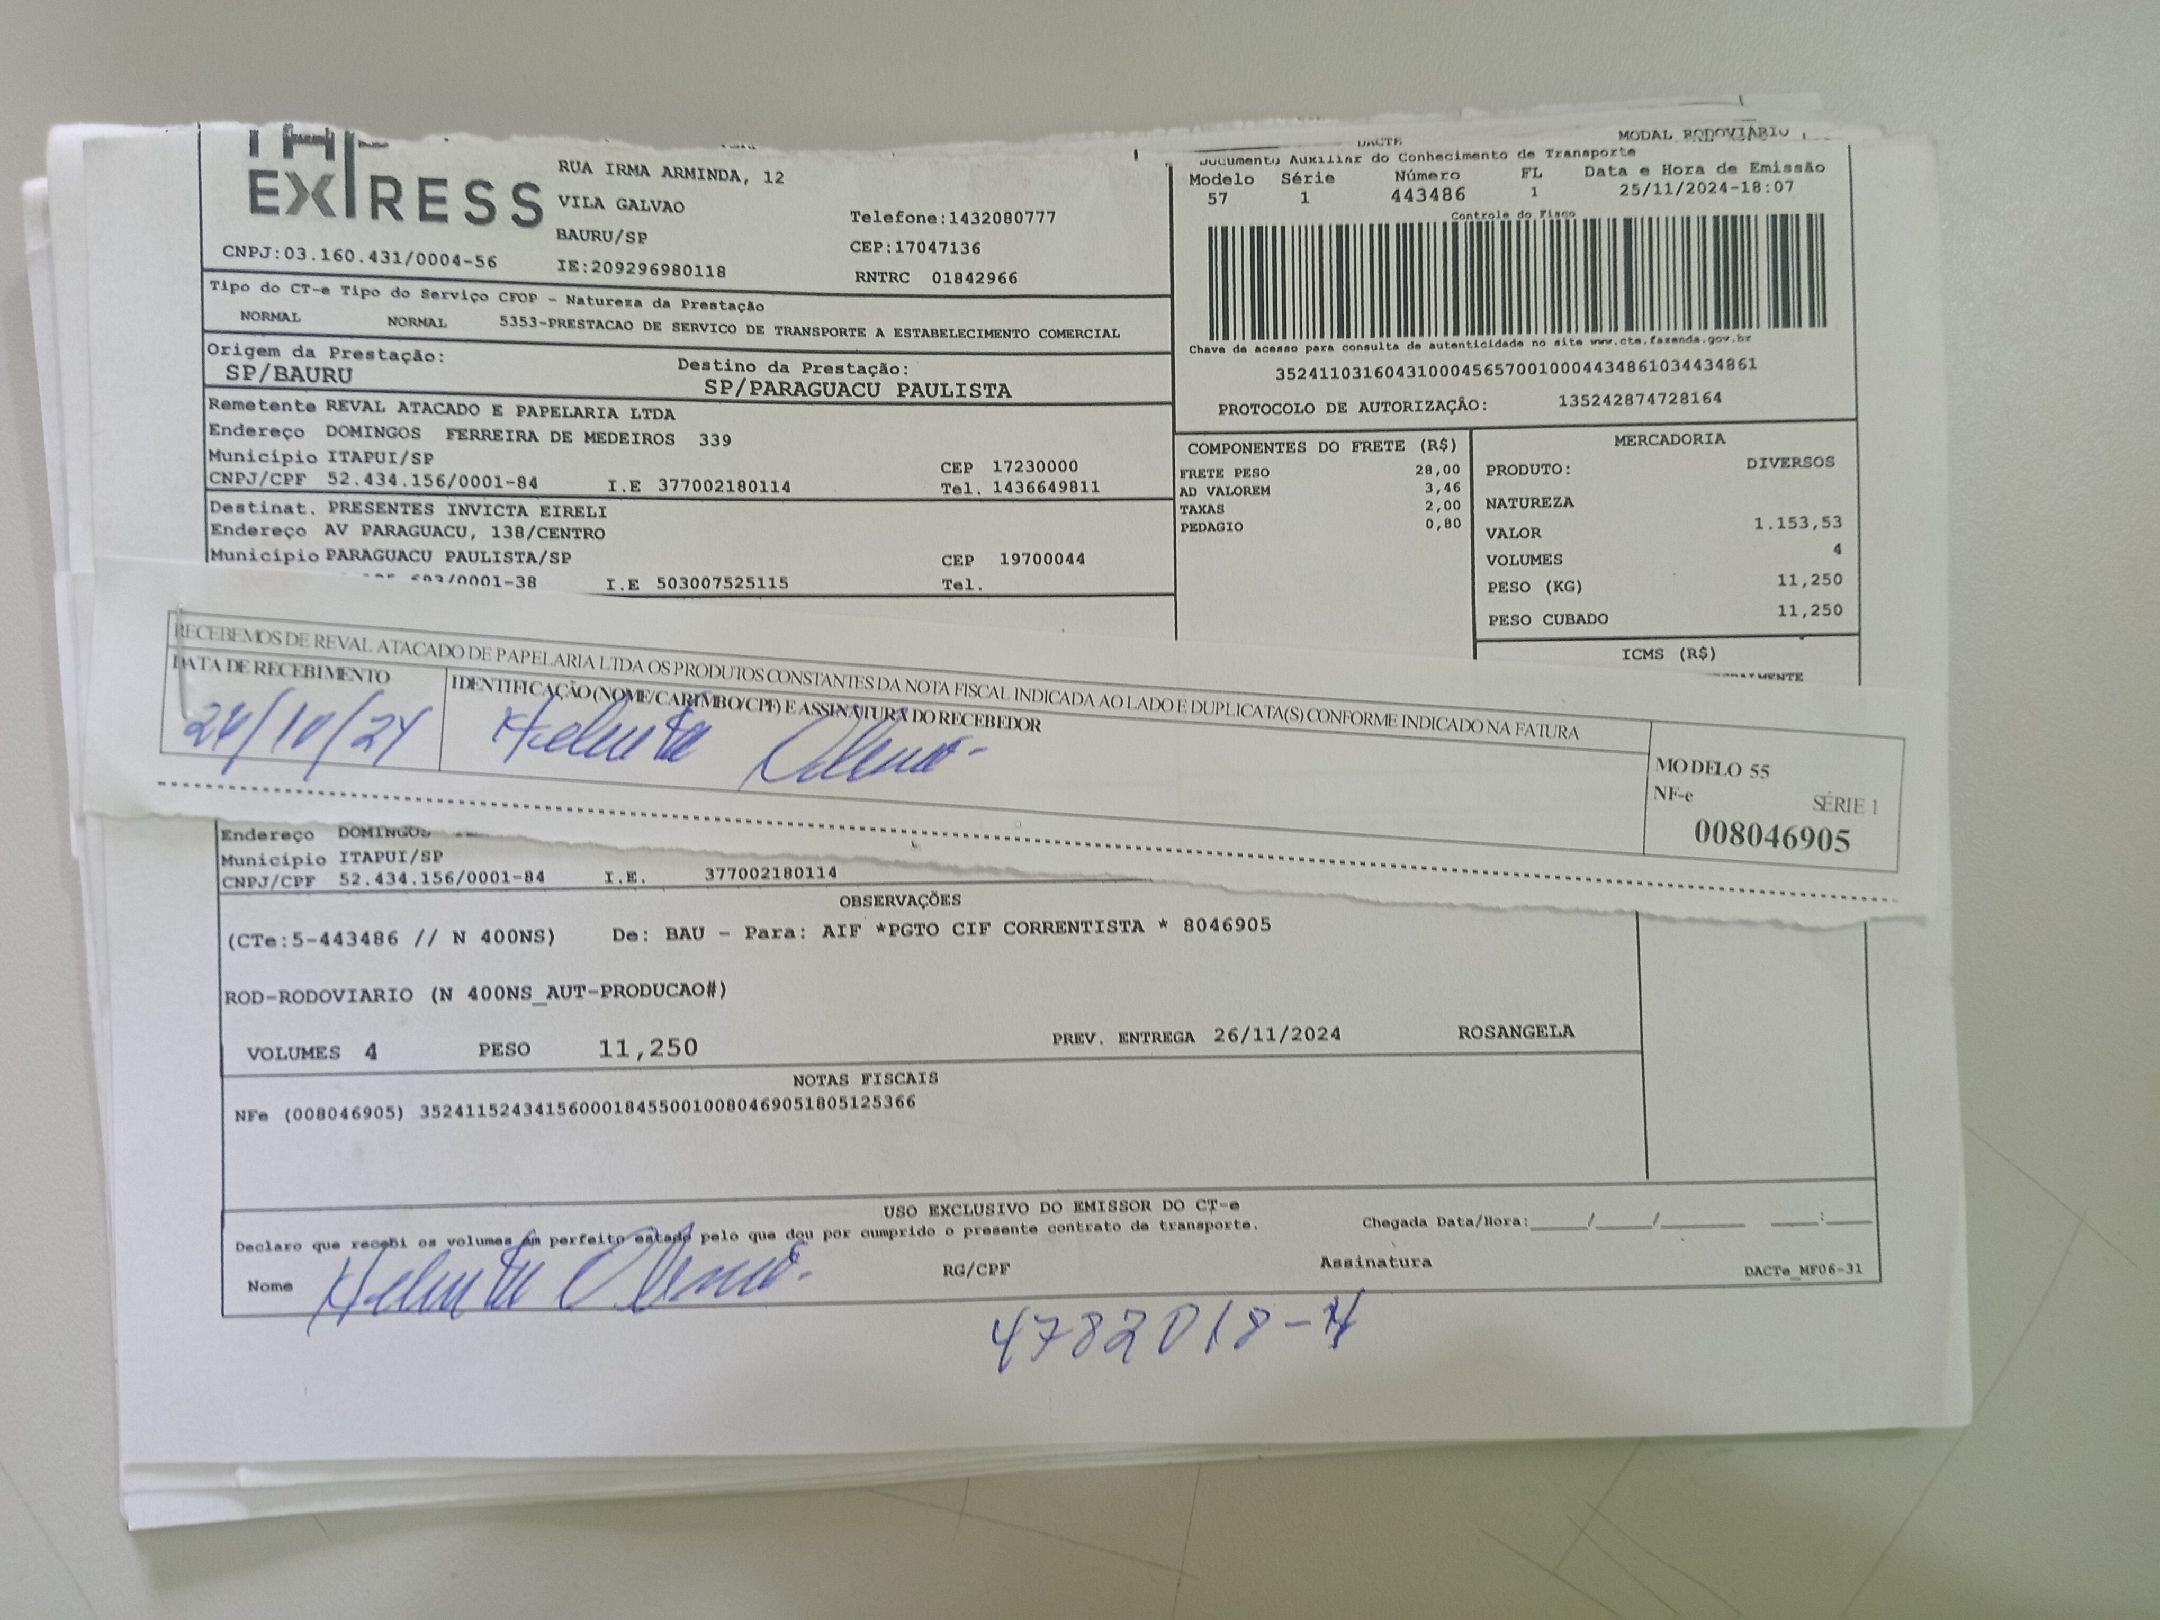 EXPRESS
RUA IRMA ARMINDA, 12
VILA GALVAO
BAURU/SP
IE:209296980118
Telefone:1432080777
CEP:17047136
RNTRC 01842966
CNPJ:03.160.431/0004-56
DACTE
MODAL RODOVIÁRIO
Documento Auxiliar do Conhecimento de Transporte
Modelo Série Número FL Data e Hora de Emissão
57 1 443486 1 25/11/2024-18:07
Controle do Fisco
Chave de acesso para consulta de autenticidade no site www.cte.fazenda.gov.br
35241103160431000456570010004434861034434861
PROTOCOLO DE AUTORIZAÇÃO: 135242874728164
Tipo do CT-e Tipo do Serviço CFOP - Natureza da Prestação
NORMAL NORMAL 5353-PRESTACAO DE SERVICO DE TRANSPORTE A ESTABELECIMENTO COMERCIAL
Origem da Prestação: Destino da Prestação:
SP/BAURU SP/PARAGUACU PAULISTA
Remetente REVAL ATACADO E PAPELARIA LTDA
Endereço DOMINGOS FERREIRA DE MEDEIROS 339
Município ITAPUI/SP CEP 17230000
CNPJ/CPF 52.434.156/0001-84 I.E 377002180114 Tel. 1436649811
Destinat. PRESENTES INVICTA EIRELI
Endereço AV PARAGUACU, 138/CENTRO
Município PARAGUACU PAULISTA/SP CEP 19700044
/0001-38 I.E 503007525115 Tel.
COMPONENTES DO FRETE (R$)
FRETE PESO 28,00
AD VALOREM 3,46
TAXAS 2,00
PEDAGIO 0,80
MERCADORIA
PRODUTO: DIVERSOS
NATUREZA
VALOR 1.153,53
VOLUMES 4
PESO (KG) 11,250
PESO CUBADO 11,250
ICMS (R$)
RECEBEMOS DE REVAL ATACADO DE PAPELARIA LTDA OS PRODUTOS CONSTANTES DA NOTA FISCAL INDICADA AO LADO E DUPLICATA(S) CONFORME INDICADO NA FATURA
DATA DE RECEBIMENTO IDENTIFICAÇÃO (NOME/CARIMBO/CPF) E ASSINATURA DO RECEBEDOR
MODELO 55
NF-e SÉRIE 1
008046905
Endereço DOMINGOS
Município ITAPUI/SP
CNPJ/CPF 52.434.156/0001-84 I.E. 377002180114
OBSERVAÇÕES
(CTe:5-443486 // N 400NS) De: BAU - Para: AIF *PGTO CIF CORRENTISTA * 8046905
ROD-RODOVIARIO (N 400NS_AUT-PRODUCAO#)
VOLUMES 4 PESO 11,250 PREV. ENTREGA 26/11/2024 ROSANGELA
NOTAS FISCAIS
NFe (008046905) 35241152434156000184550010080469051805125366
USO EXCLUSIVO DO EMISSOR DO CT-e
Declaro que recebi os volumes em perfeito estado pelo que dou por cumprido o presente contrato de transporte. Chegada Data/Hora:____/____/______ ____:____
Nome RG/CPF Assinatura DACTe_MF06-31